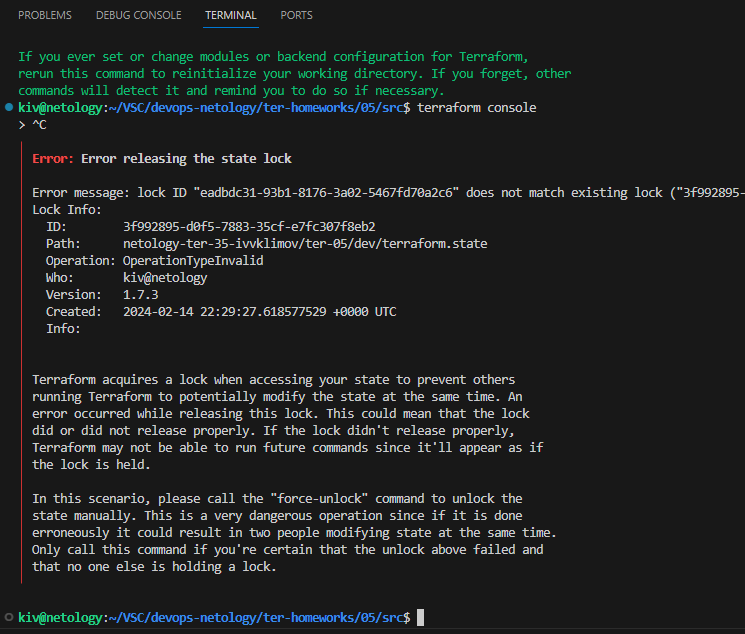 PROBLEMS DEBUG CONSOLE TERMINAL PORTS
If you ever set or change modules or backend configuration for Terraform,
rerun this command to reinitialize your working directory. If you forget, other
commands will detect it and remind you to do so if necessary.
kiv@netology:~/VSC/devops-netology/ter-homeworks/05/src$ terraform console
> ^C
Error: Error releasing the state lock
Error message: lock ID "eadbdc31-93b1-8176-3a02-5467fd70a2c6" does not match existing lock ("3f992895-
Lock Info:
ID: 3f992895-d0f5-7883-35cf-e7fc307f8eb2
Path: netology-ter-35-ivvklimov/ter-05/dev/terraform.state
Operation: OperationTypeInvalid
Who: kiv@netology
Version: 1.7.3
Created: 2024-02-14 22:29:27.618577529 +0000 UTC
Info:
Terraform acquires a lock when accessing your state to prevent others
running Terraform to potentially modify the state at the same time. An
error occurred while releasing this lock. This could mean that the lock
did or did not release properly. If the lock didn't release properly,
Terraform may not be able to run future commands since it'll appear as if
the lock is held.
In this scenario, please call the "force-unlock" command to unlock the
state manually. This is a very dangerous operation since if it is done
erroneously it could result in two people modifying state at the same time.
Only call this command if you're certain that the unlock above failed and
that no one else is holding a lock.
kiv@netology:~/VSC/devops-netology/ter-homeworks/05/src$